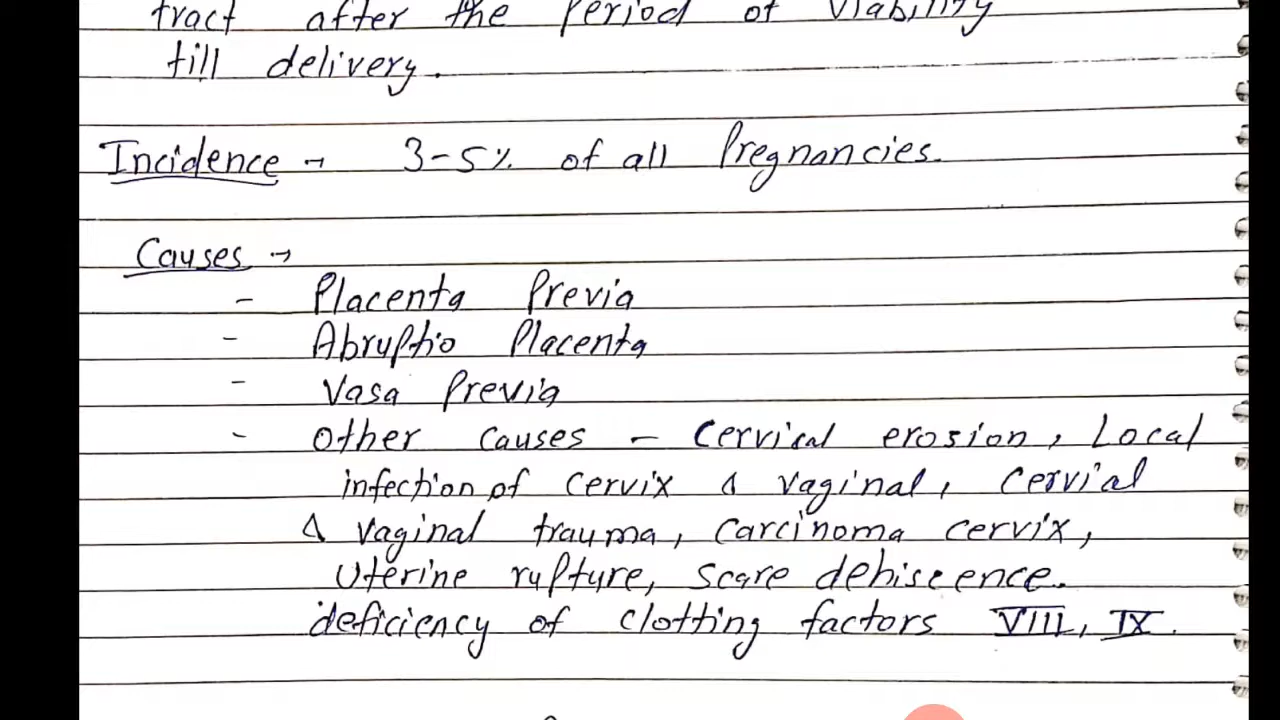 tract after the Period of Viability
till delivery.
Incidence → 3-5% of all Pregnancies.
Causes →
- Placenta Previa
- Abruptio Placenta
- Vasa Previa
- Other causes - Cervical erosion, Local
infection of cervix & vaginal, Cervial
& vaginal trauma, Carcinoma cervix,
Uterine rupture, Scare dehiscence.
deficiency of clotting factors VIII, IX.